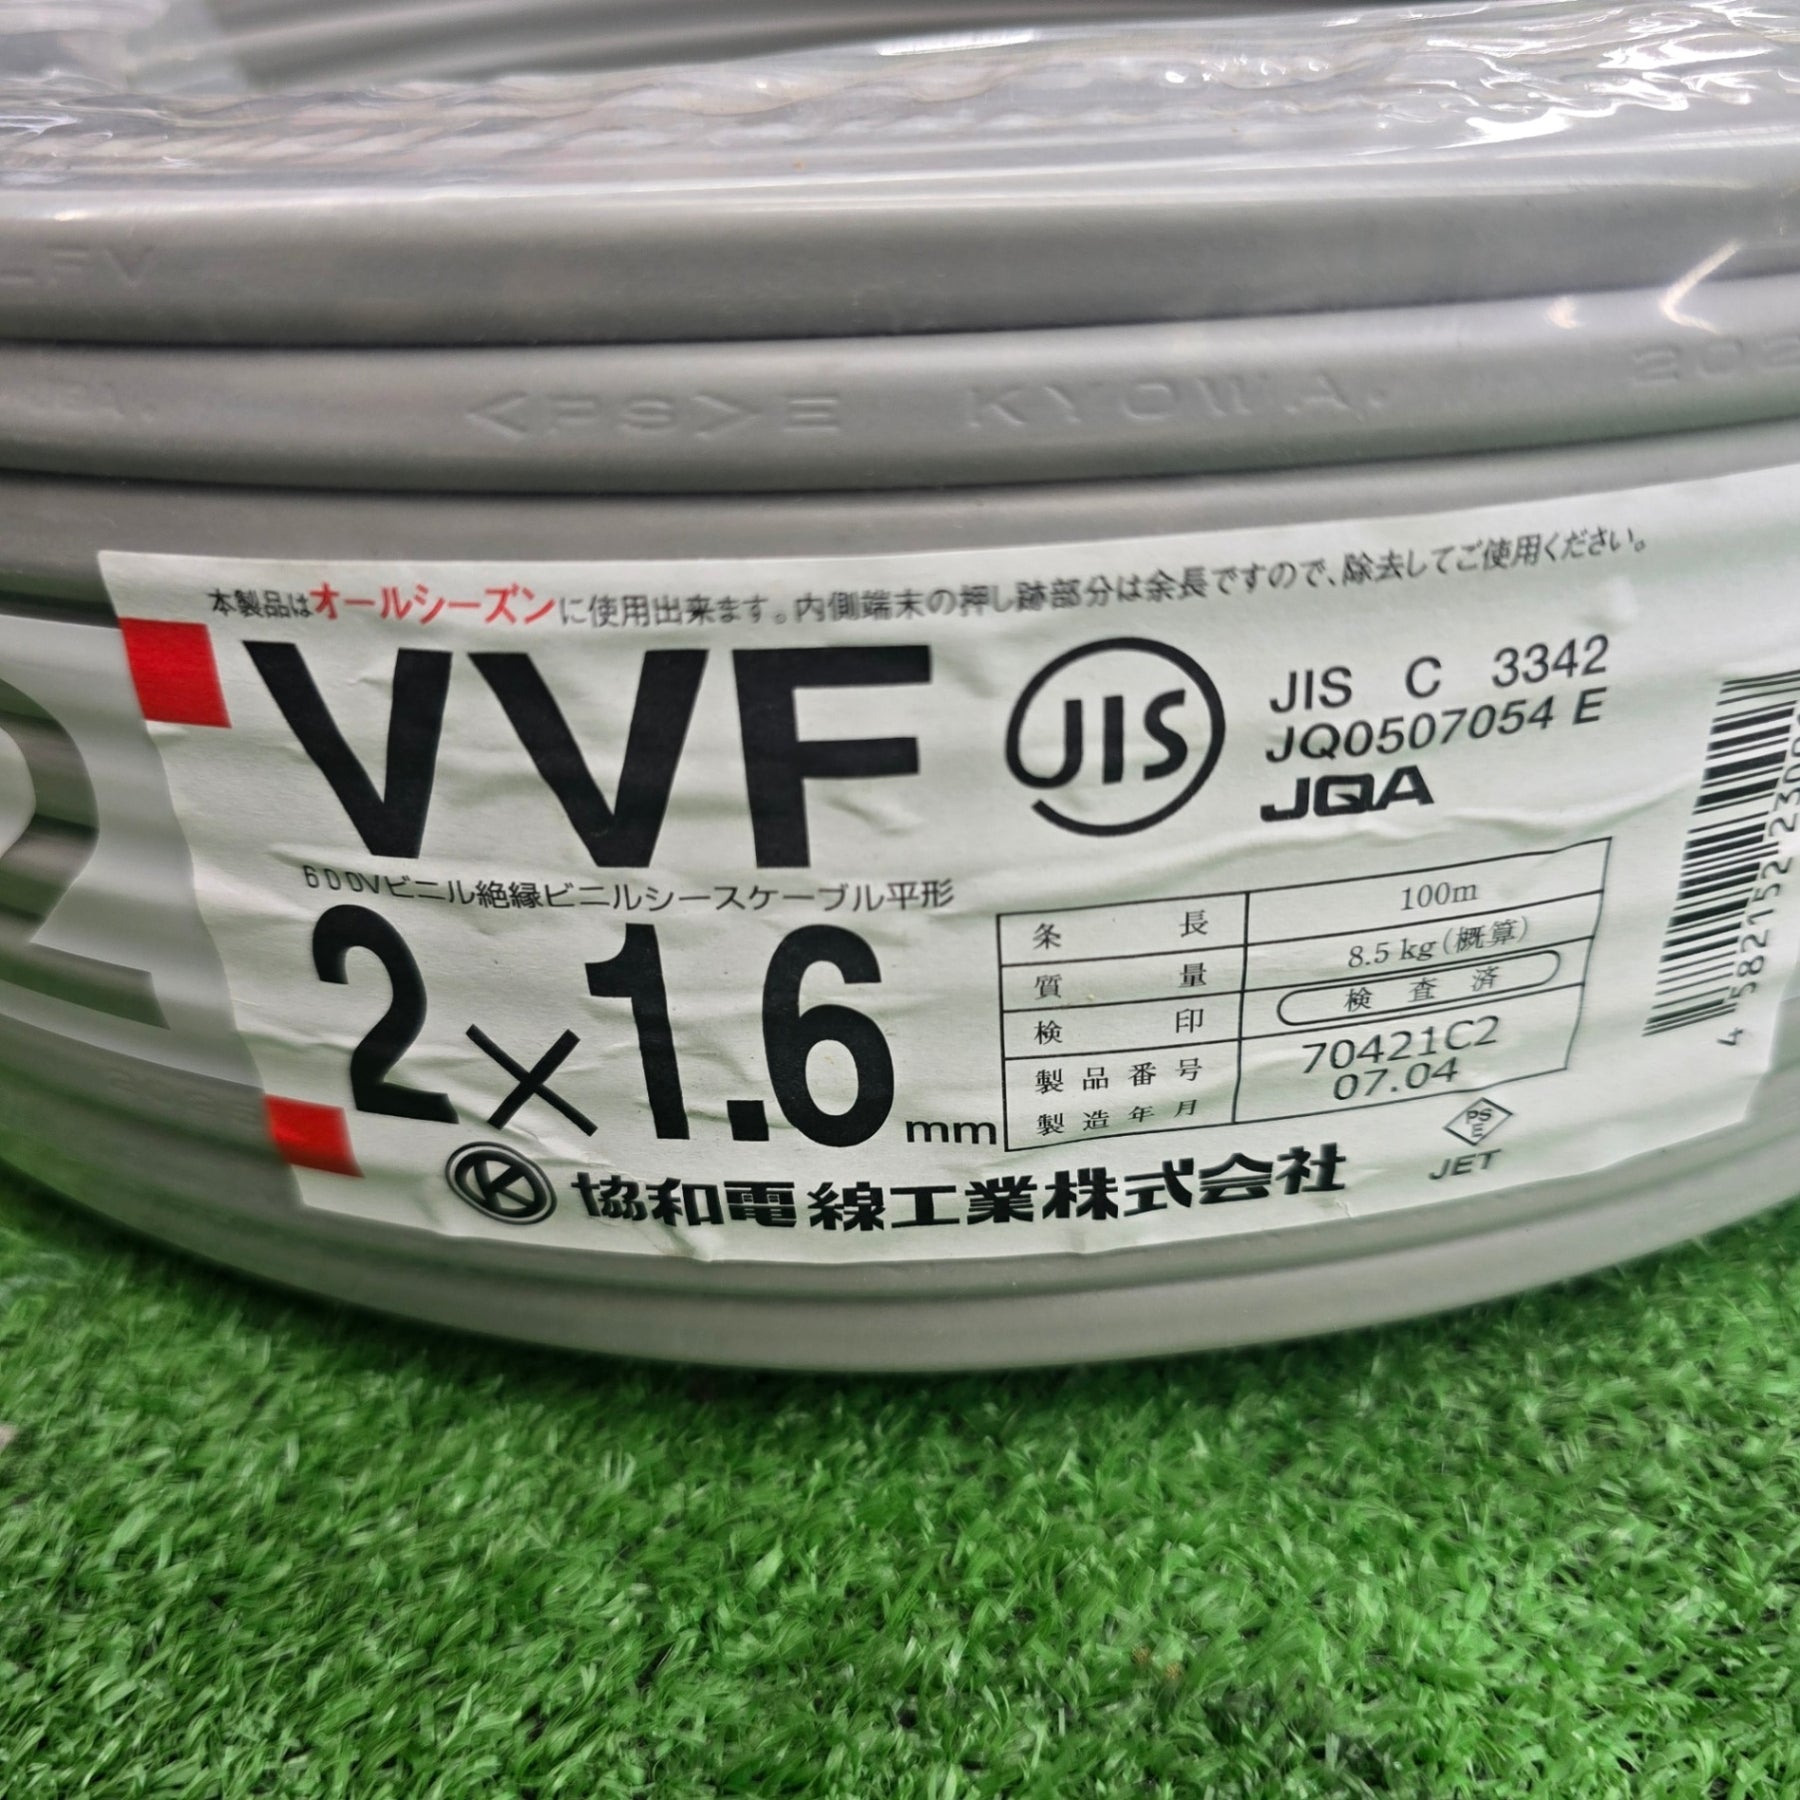 LFV
<PS>E KYOWA. 202
本製品はオールシーズンに使用出来ます。内側端末の押し跡部分は余長ですので、除去してご使用ください。
VVF
JIS
JIS C 3342
JQ0507054 E
JQA
600Vビニル絶縁ビニルシースケーブル平形
2×1.6mm
条長 100m
質量 8.5 kg(概算)
検印 検査済
製品番号 70421C2
製造年月 07.04
K 協和電線工業株式会社
PS E
JET
4 582152 230